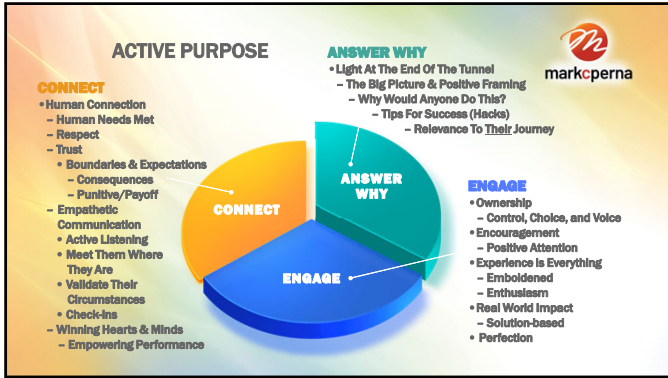 ACTIVE PURPOSE
markcperna
CONNECT
•Human Connection
– Human Needs Met
– Respect
– Trust
• Boundaries & Expectations
– Consequences
– Punitive/Payoff
– Empathetic
Communication
• Active Listening
• Meet Them Where
They Are
• Validate Their
Circumstances
• Check-Ins
– Winning Hearts & Minds
– Empowering Performance
ANSWER WHY
•Light At The End Of The Tunnel
– The Big Picture & Positive Framing
– Why Would Anyone Do This?
– Tips For Success (Hacks)
– Relevance To Their Journey
CONNECT
ANSWER
WHY
ENGAGE
ENGAGE
•Ownership
– Control, Choice, and Voice
•Encouragement
– Positive Attention
•Experience is Everything
– Emboldened
– Enthusiasm
•Real World Impact
– Solution-based
• Perfection